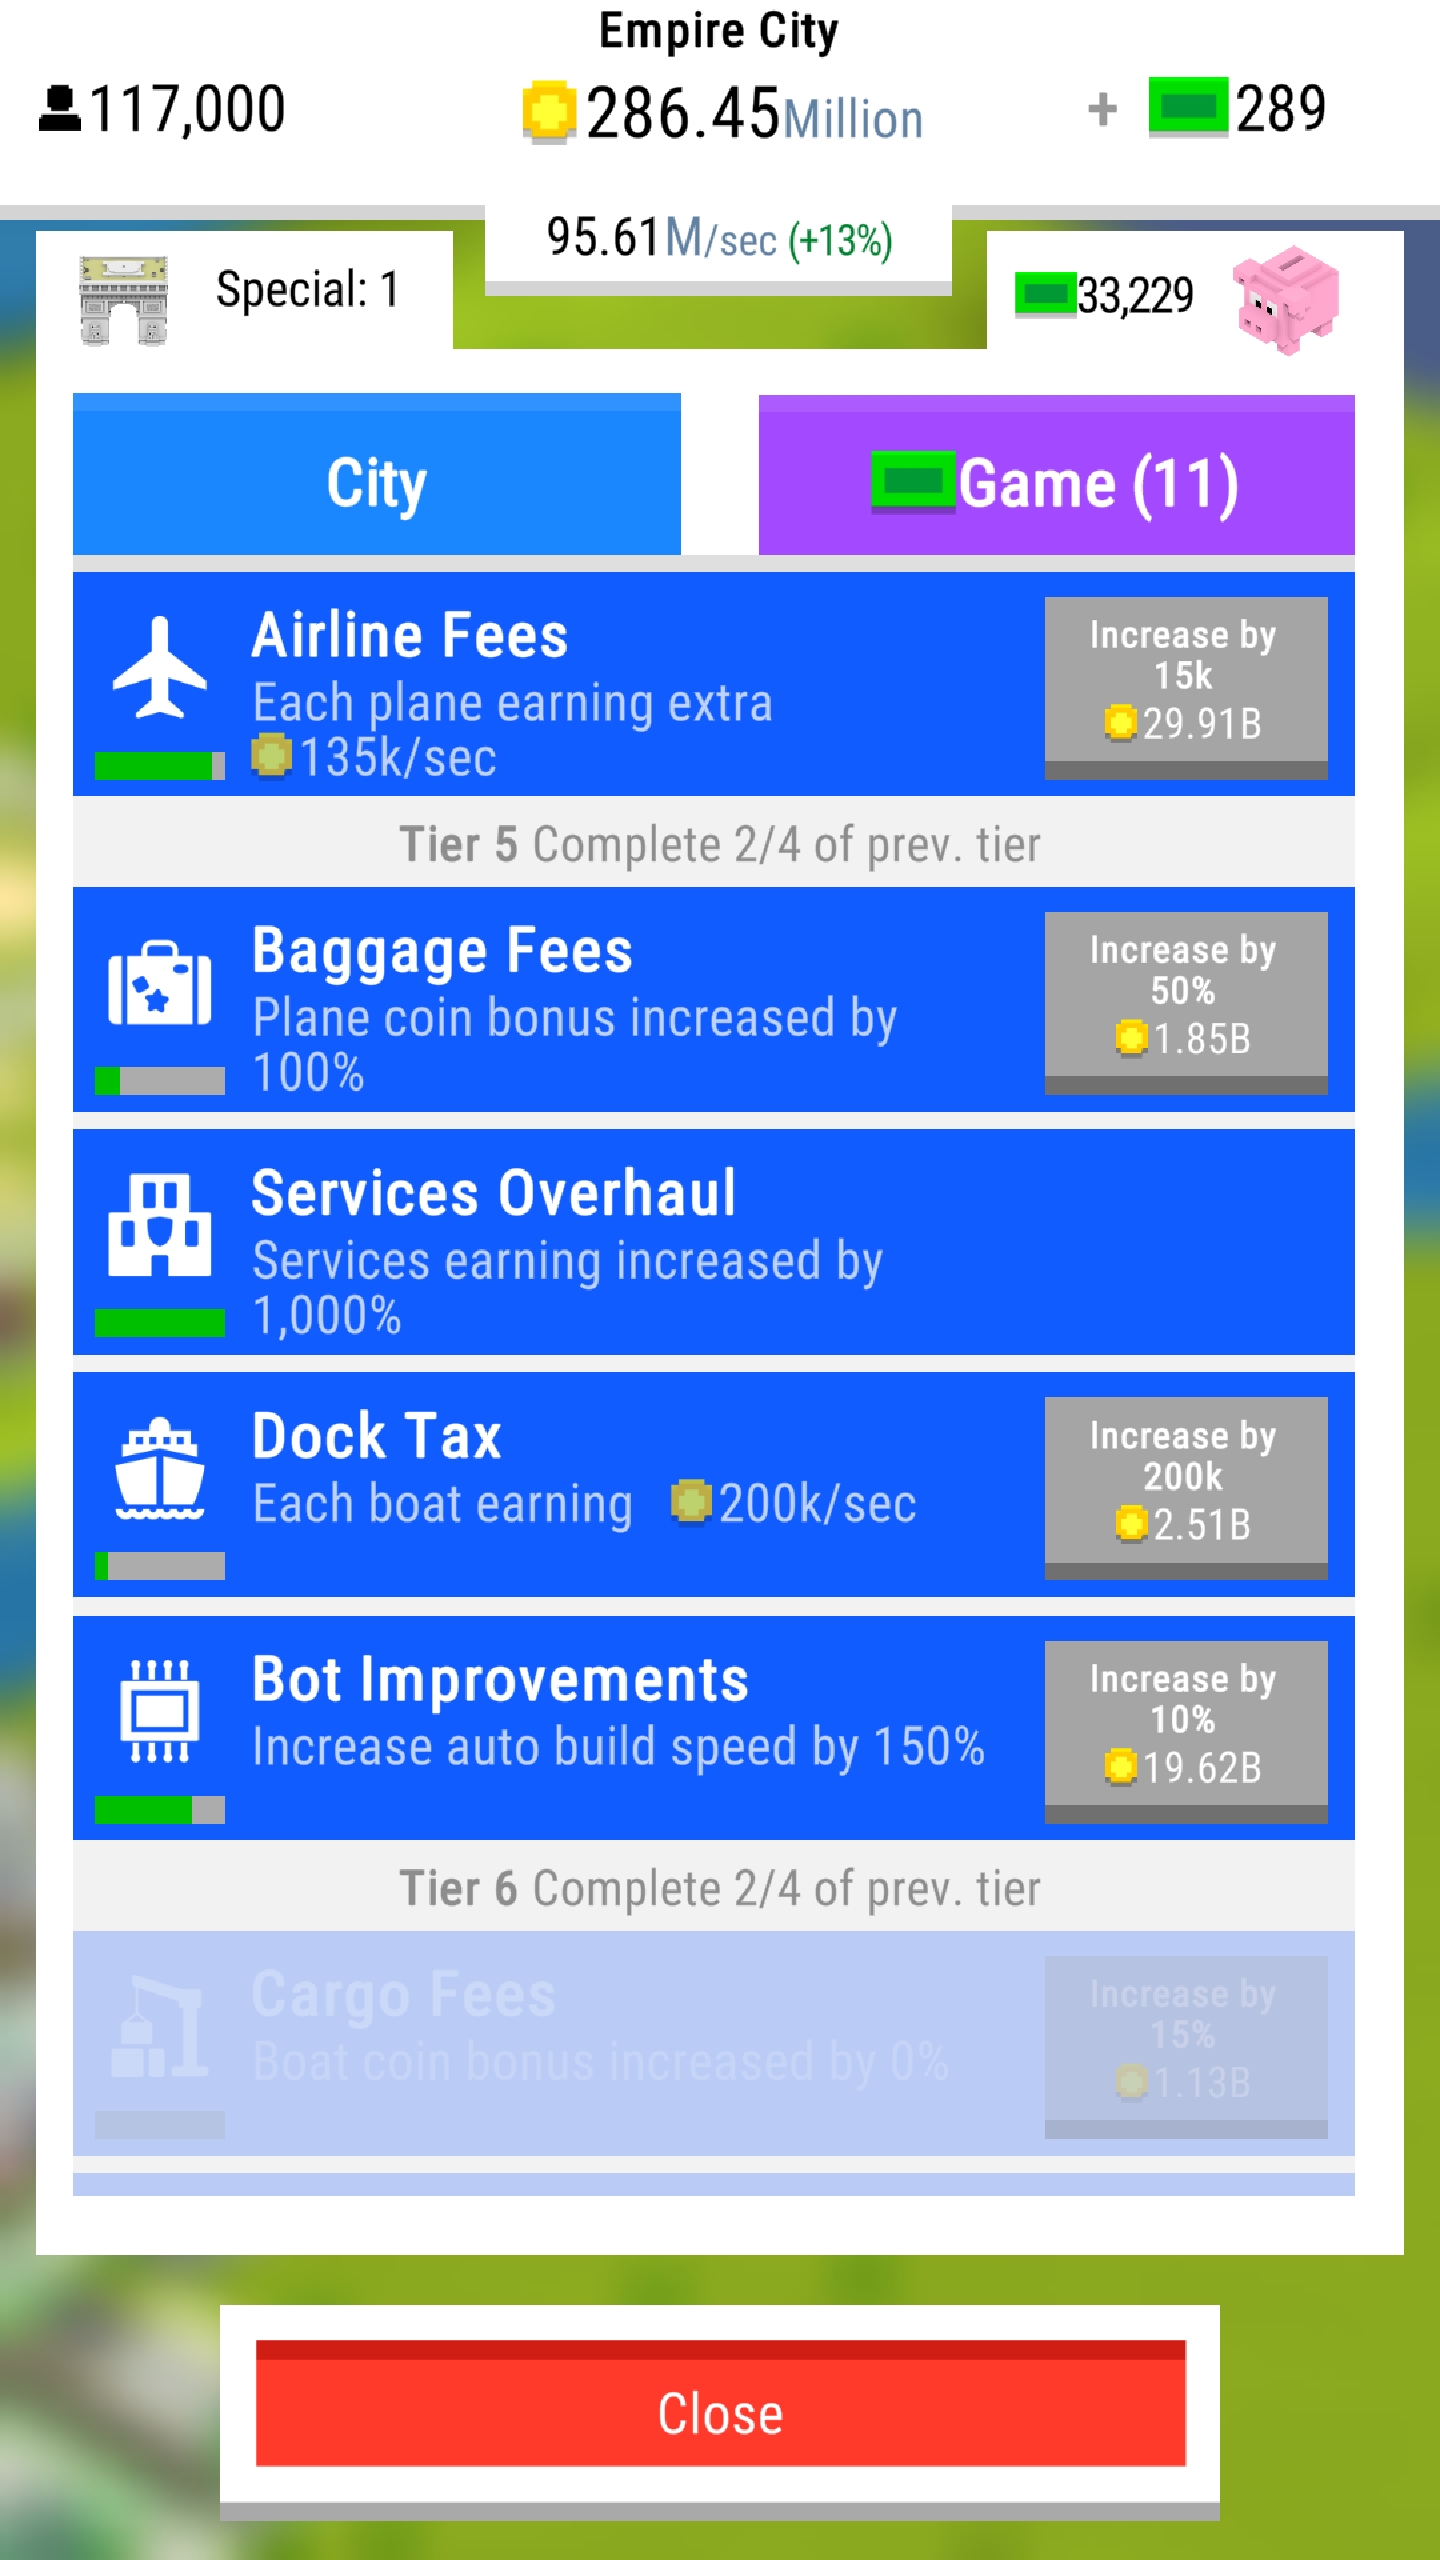 Empire City
117,000
286.45Million
+ 289
95.61M/sec (+13%)
Special: 1
33,229
City
Game (11)
Airline Fees
Each plane earning extra
135k/sec
Increase by
15k
29.91B
Tier 5 Complete 2/4 of prev. tier
Baggage Fees
Plane coin bonus increased by
100%
Increase by
50%
1.85B
Services Overhaul
Services earning increased by
1,000%
Dock Tax
Each boat earning 200k/sec
Increase by
200k
2.51B
Bot Improvements
Increase auto build speed by 150%
Increase by
10%
19.62B
Tier 6 Complete 2/4 of prev. tier
Cargo Fees
Boat coin bonus increased by 0%
Increase by
15%
1.13B
Close